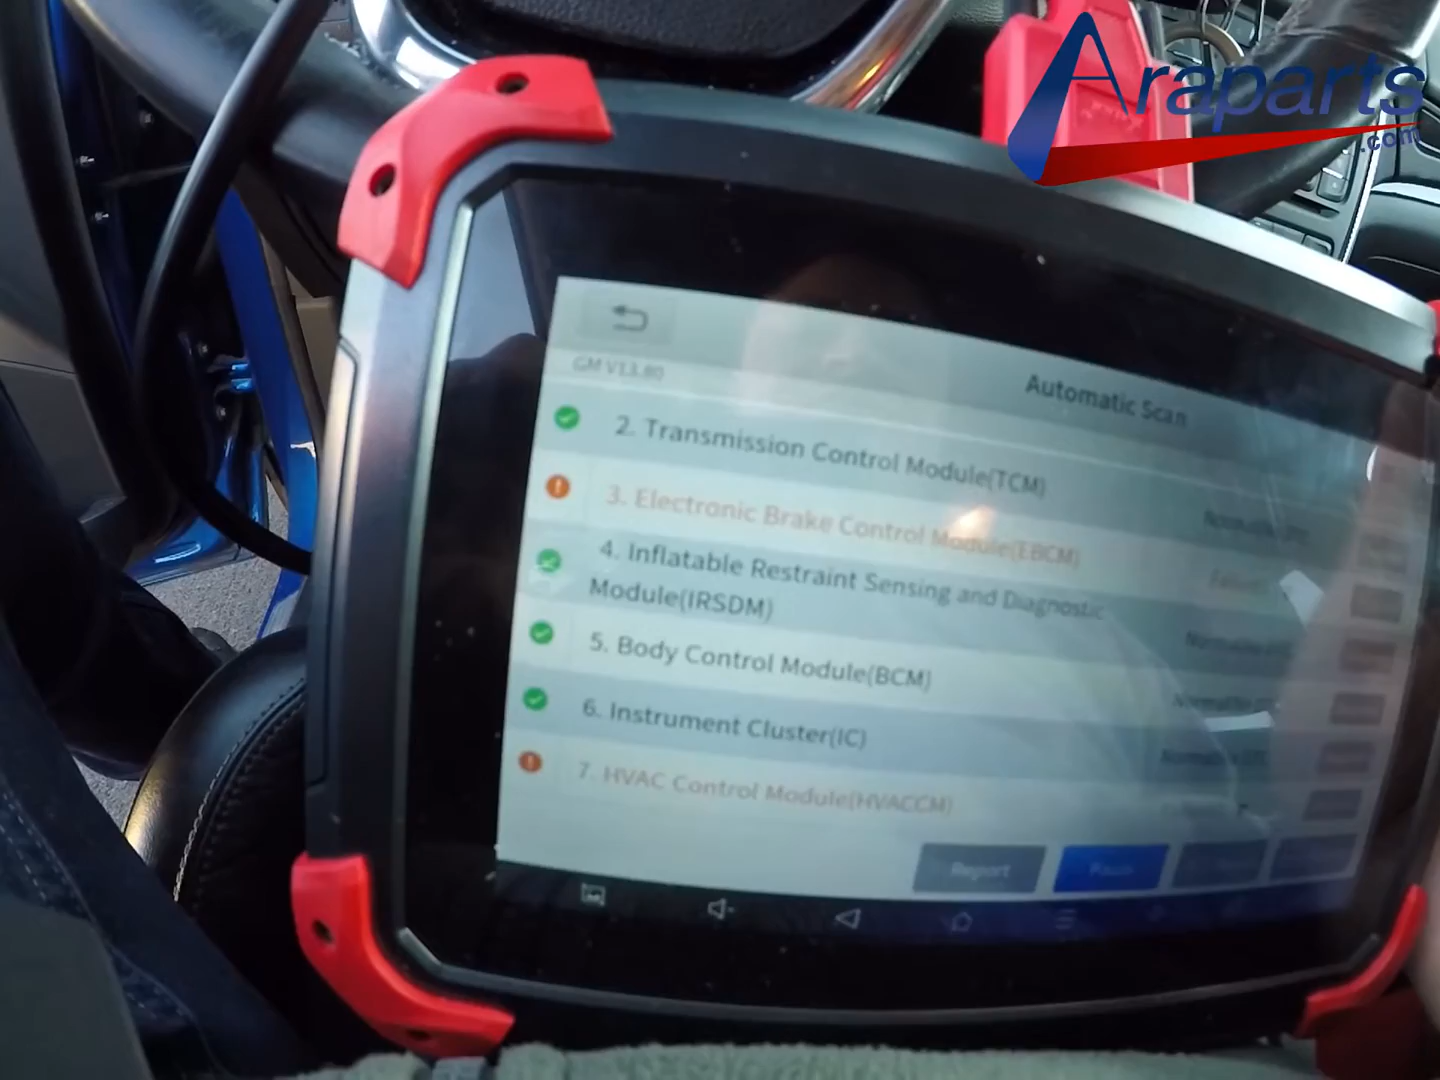 Araparts
.com
Automatic Scan
GM V13.80
2. Transmission Control Module(TCM)
3. Electronic Brake Control Module(EBCM)
4. Inflatable Restraint Sensing and Diagnostic
Module(IRSDM)
5. Body Control Module(BCM)
6. Instrument Cluster(IC)
7. HVAC Control Module(HVACCM)
Report
Pause